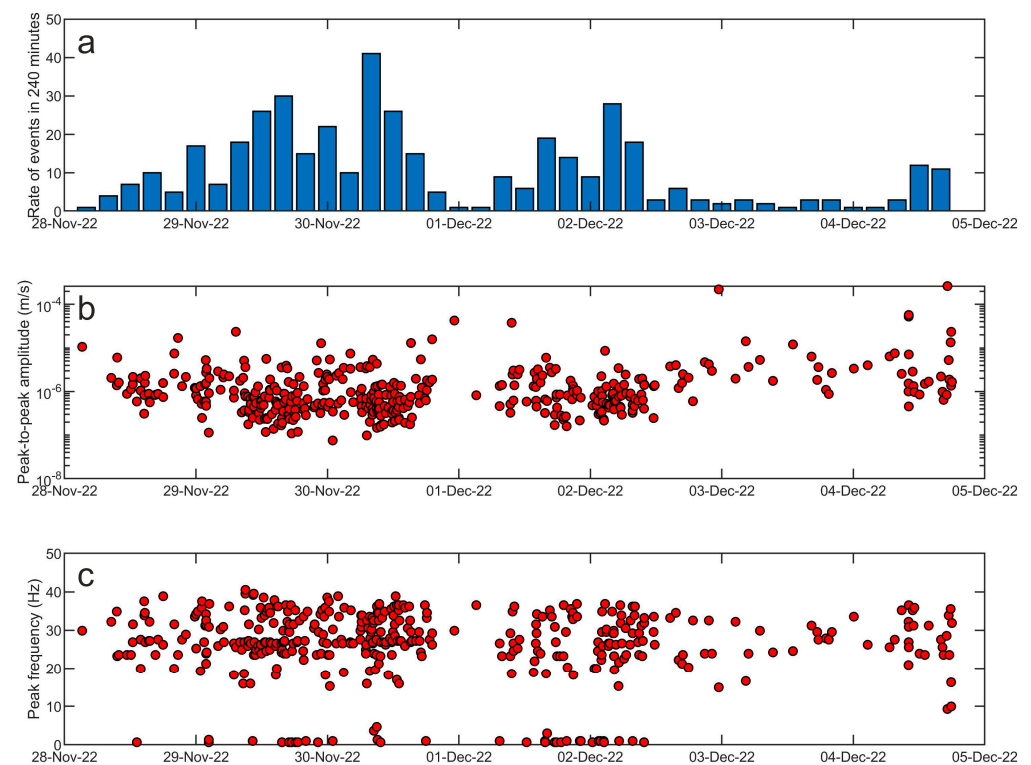 a
Rate of events in 240 minutes
50
40
30
20
10
0
28-Nov-22 29-Nov-22 30-Nov-22 01-Dec-22 02-Dec-22 03-Dec-22 04-Dec-22 05-Dec-22
b
Peak-to-peak amplitude (m/s)
10⁻⁴
10⁻⁶
10⁻⁸
28-Nov-22 29-Nov-22 30-Nov-22 01-Dec-22 02-Dec-22 03-Dec-22 04-Dec-22 05-Dec-22
c
Peak frequency (Hz)
50
40
30
20
10
0
28-Nov-22 29-Nov-22 30-Nov-22 01-Dec-22 02-Dec-22 03-Dec-22 04-Dec-22 05-Dec-22